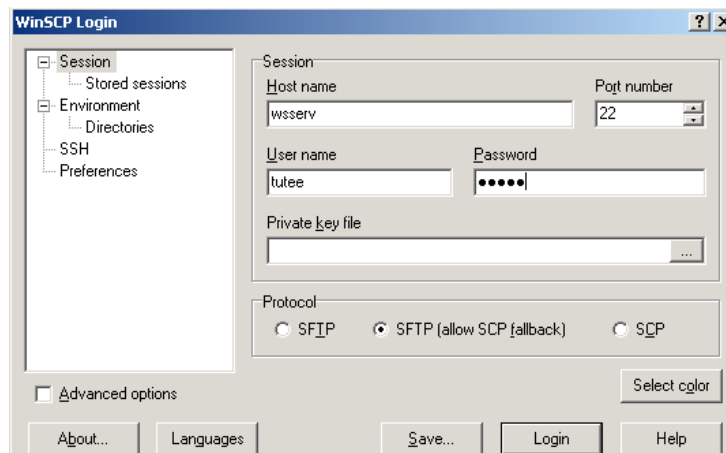 WinSCP Login
Session
Stored sessions
Environment
Directories
SSH
Preferences
Session
Host name
Port number
wsserv
22
User name
Password
tutee
●●●●●
Private key file
...
Protocol
SFTP
SFTP (allow SCP fallback)
SCP
Advanced options
Select color
About...
Languages
Save...
Login
Help